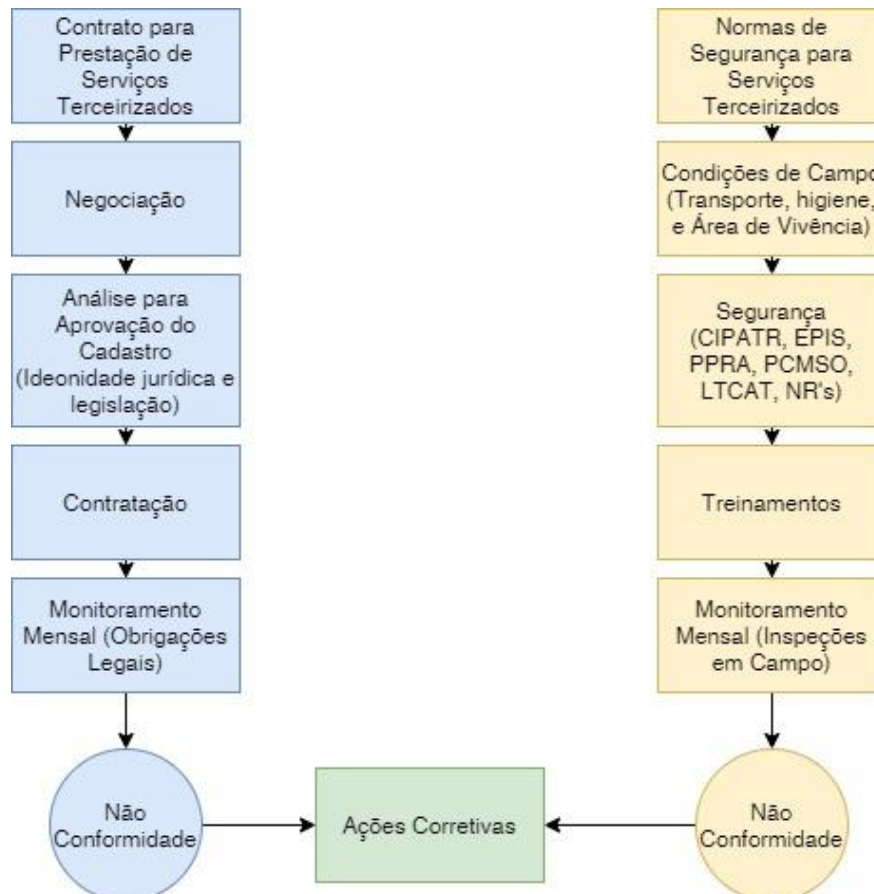 Contrato para
Prestação de
Serviços
Terceirizados
Negociação
Análise para
Aprovação do
Cadastro
(Ideonidade jurídica e
legislação)
Contratação
Monitoramento
Mensal (Obrigações
Legais)
Não
Conformidade
Ações Corretivas
Normas de
Segurança para
Serviços
Terceirizados
Condições de Campo
(Transporte, higiene,
e Área de Vivência)
Segurança
(CIPATR, EPIS,
PPRA, PCMSO,
LTCAT, NR's)
Treinamentos
Monitoramento
Mensal (Inspeções
em Campo)
Não
Conformidade